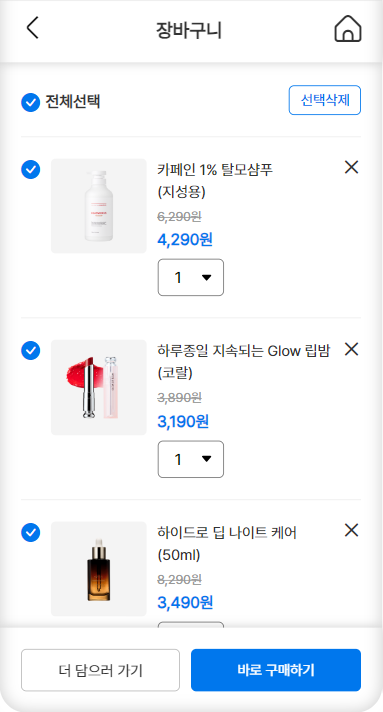 장바구니
전체선택
선택삭제
카페인 1% 탈모샴푸
(지성용)
6,290원
4,290원
1
하루종일 지속되는 Glow 립밤
(코랄)
3,890원
3,190원
1
하이드로 딥 나이트 케어
(50ml)
8,290원
3,490원
더 담으러 가기
바로 구매하기